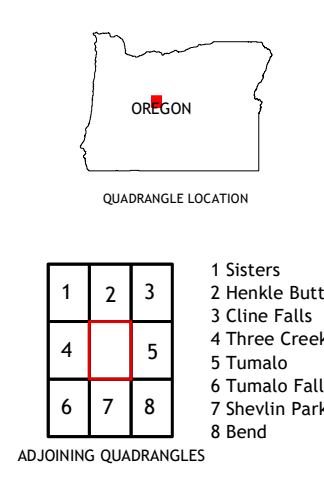 OREGON
QUADRANGLE LOCATION
1 2 3
4 5
6 7 8
1 Sisters
2 Henkle Butt
3 Cline Falls
4 Three Creek
5 Tumalo
6 Tumalo Fall
7 Shevlin Park
8 Bend
ADJOINING QUADRANGLES